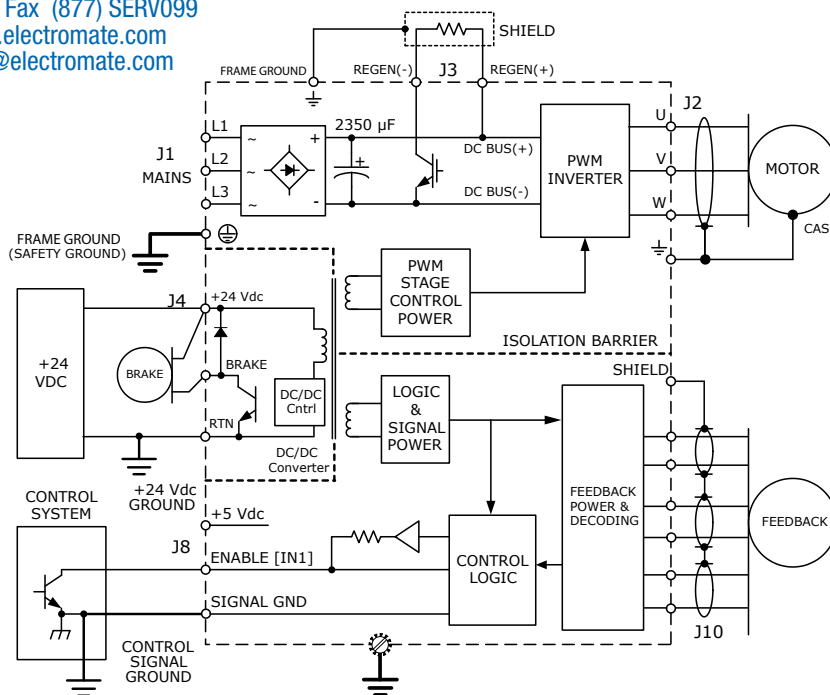 Fax (877) SERV099
.electromate.com
@electromate.com
SHIELD
FRAME GROUND
REGEN(-)
J3
REGEN(+)
L1
2350 µF
U
J2
J1
MAINS
L2
L3
~
~
~
+
-
+
DC BUS(+)
DC BUS(-)
PWM
INVERTER
V
W
MOTOR
CAS
FRAME GROUND
(SAFETY GROUND)
PWM
STAGE
CONTROL
POWER
J4
+24 Vdc
ISOLATION BARRIER
+24
VDC
BRAKE
BRAKE
RTN
DC/DC
Cntrl
DC/DC
Converter
LOGIC
&
SIGNAL
POWER
SHIELD
+24 Vdc
GROUND
CONTROL
SYSTEM
+5 Vdc
J8
ENABLE [IN1]
SIGNAL GND
CONTROL
LOGIC
FEEDBACK
POWER &
DECODING
FEEDBACK
J10
CONTROL
SIGNAL
GROUND